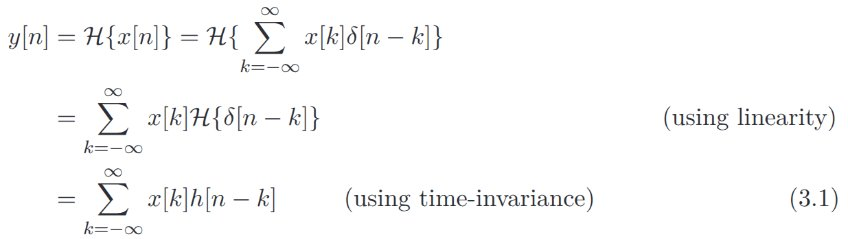 y[n] = ℋ{x[n]} = ℋ{ ∑_{k=−∞}^{∞} x[k]δ[n − k]}
= ∑_{k=−∞}^{∞} x[k]ℋ{δ[n − k]} (using linearity)
= ∑_{k=−∞}^{∞} x[k]h[n − k] (using time-invariance) (3.1)